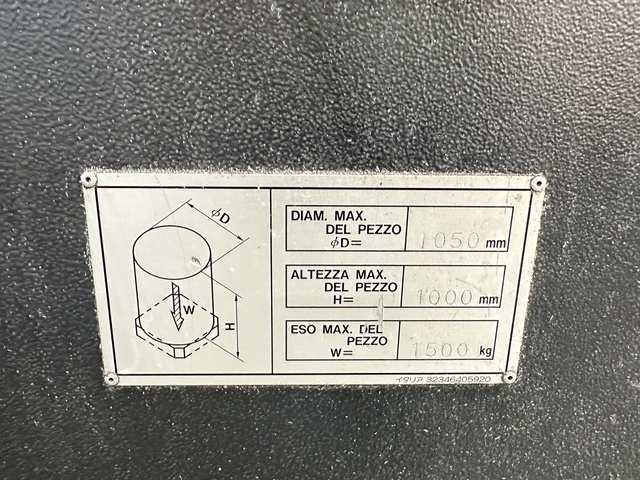 φD
W
H
DIAM. MAX.
DEL PEZZO
φD= 1050 mm
ALTEZZA MAX.
DEL PEZZO
H= 1000 mm
ESO MAX. DEL
PEZZO
W= 1500 kg
イタリア 32346405920